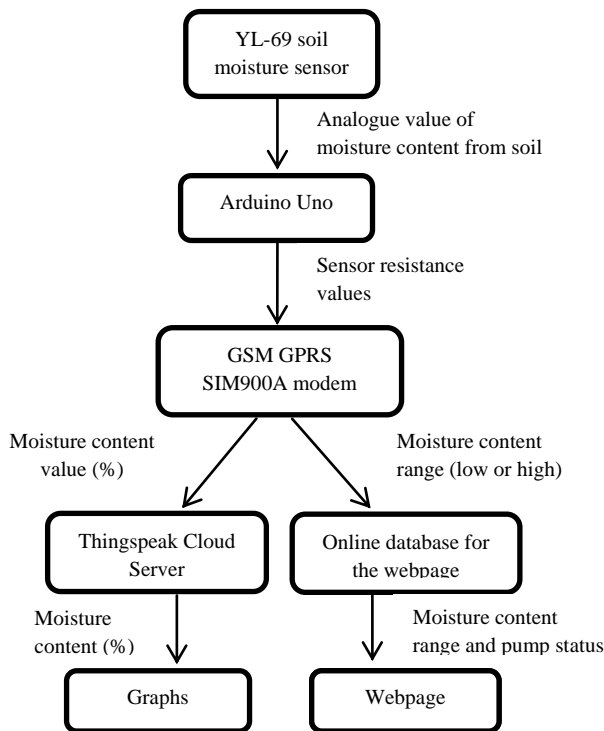 YL-69 soil
moisture sensor
Analogue value of
moisture content from soil
Arduino Uno
Sensor resistance
values
GSM GPRS
SIM900A modem
Moisture content
value (%)
Moisture content
range (low or high)
Thingspeak Cloud
Server
Online database for
the webpage
Moisture
content (%)
Moisture content
range and pump status
Graphs
Webpage